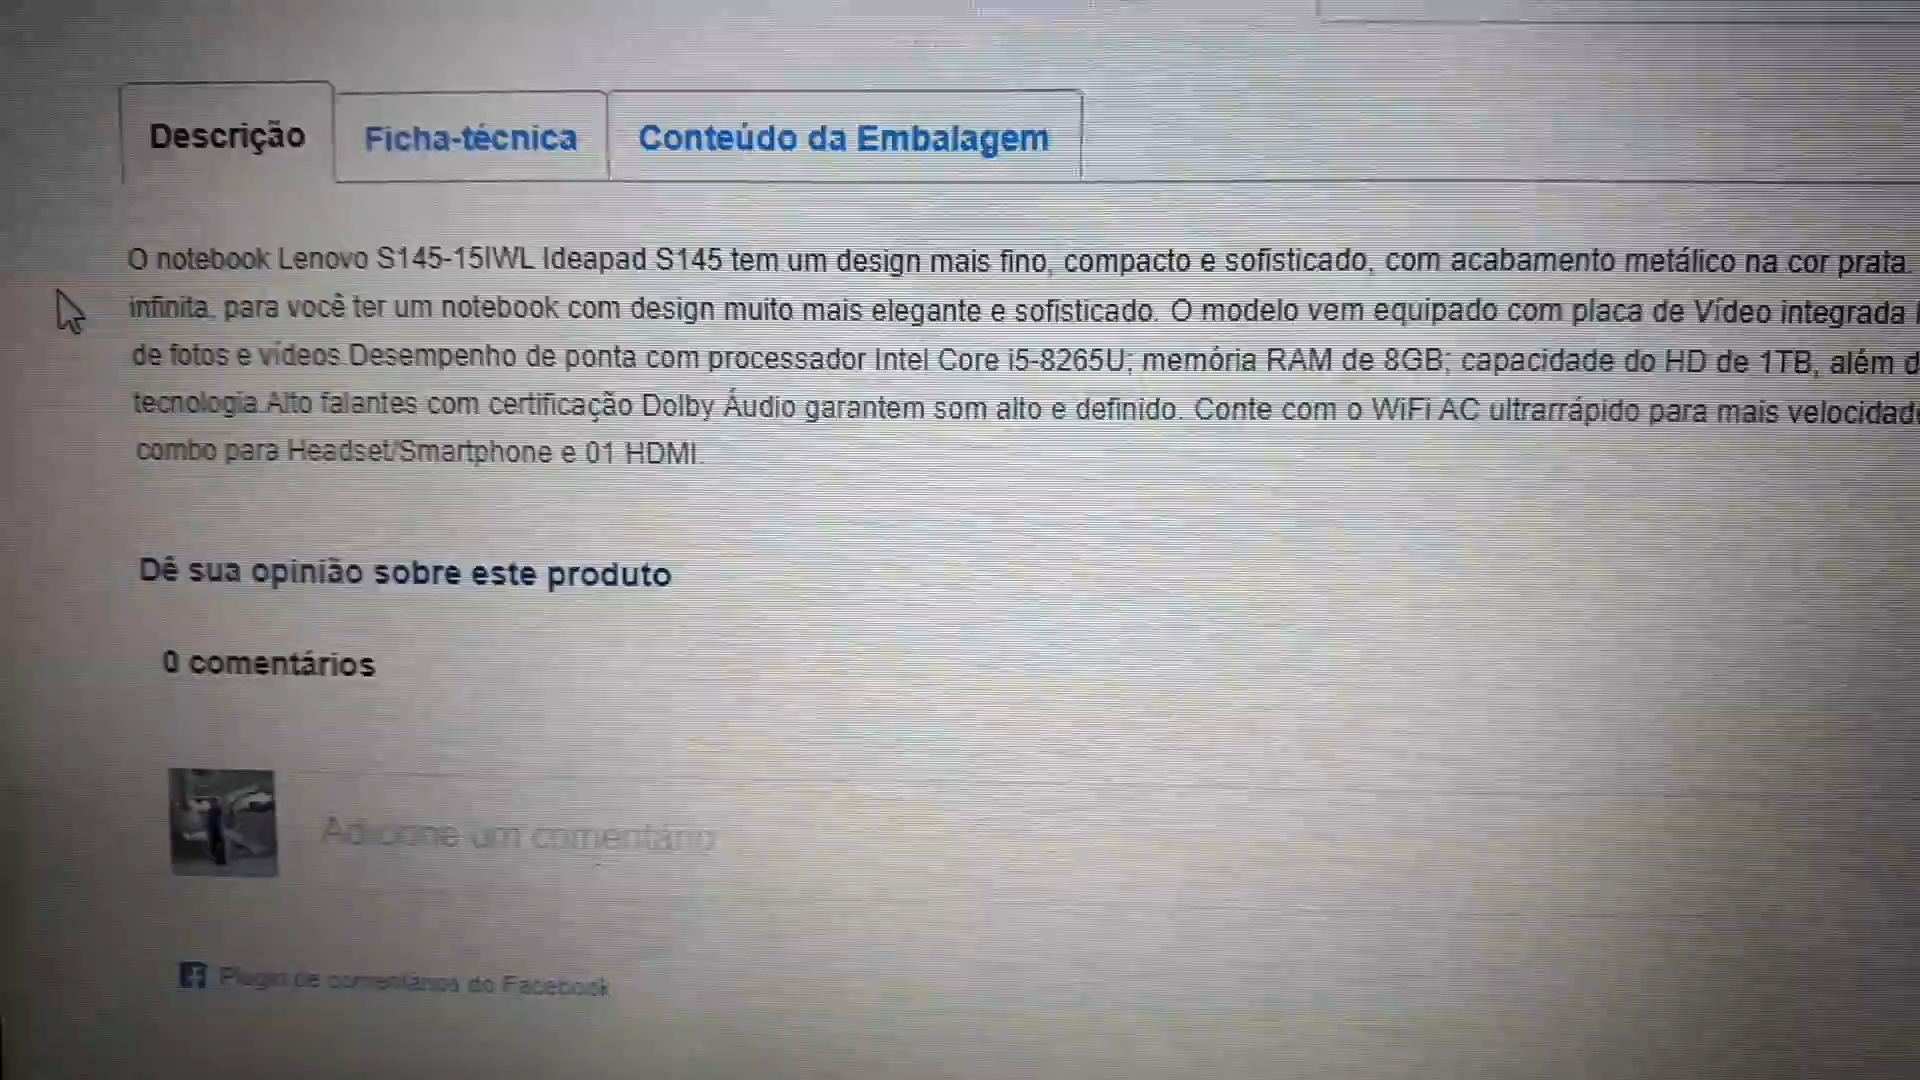 Descrição
Ficha-técnica
Conteúdo da Embalagem
O notebook Lenovo S145-15IWL Ideapad S145 tem um design mais fino, compacto e sofisticado, com acabamento metálico na cor prata.
infinita, para você ter um notebook com design muito mais elegante e sofisticado. O modelo vem equipado com placa de Vídeo integrada
de fotos e vídeos.Desempenho de ponta com processador Intel Core i5-8265U; memória RAM de 8GB; capacidade do HD de 1TB, além
tecnologia.Alto falantes com certificação Dolby Áudio garantem som alto e definido. Conte com o WiFi AC ultrarrápido para mais
combo para Headset/Smartphone e 01 HDMI.
Dê sua opinião sobre este produto
0 comentários
Adicione um comentário
Plugin de comentários do Facebook